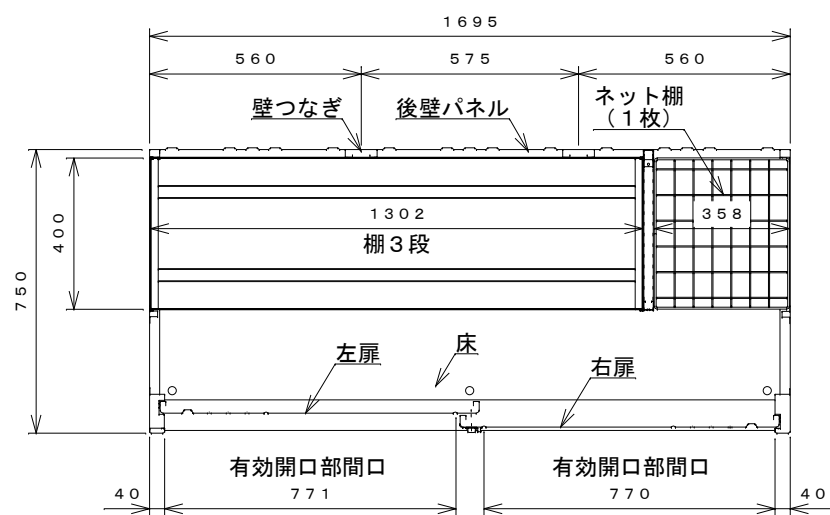 1695
560 575 560
壁つなぎ 後壁パネル ネット棚
（1枚）
1302 358
棚3段
400
750
左扉 床 右扉
有効開口部間口 有効開口部間口
40 771 770 40